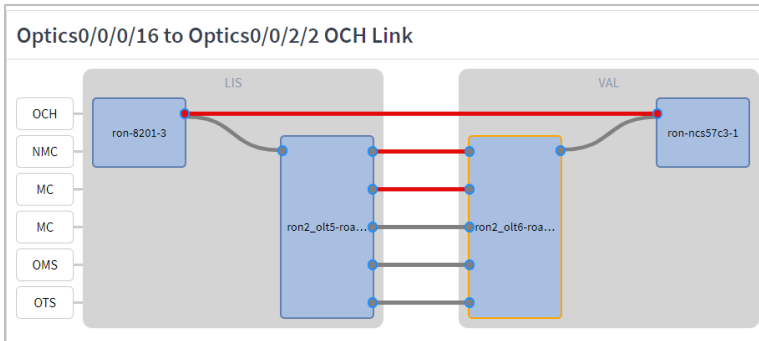 Optics0/0/0/16 to Optics0/0/2/2 OCH Link
LIS
VAL
OCH
ron-8201-3
ron-ncs57c3-1
NMC
MC
MC
ron2_olt5-roa...
ron2_olt6-roa...
OMS
OTS